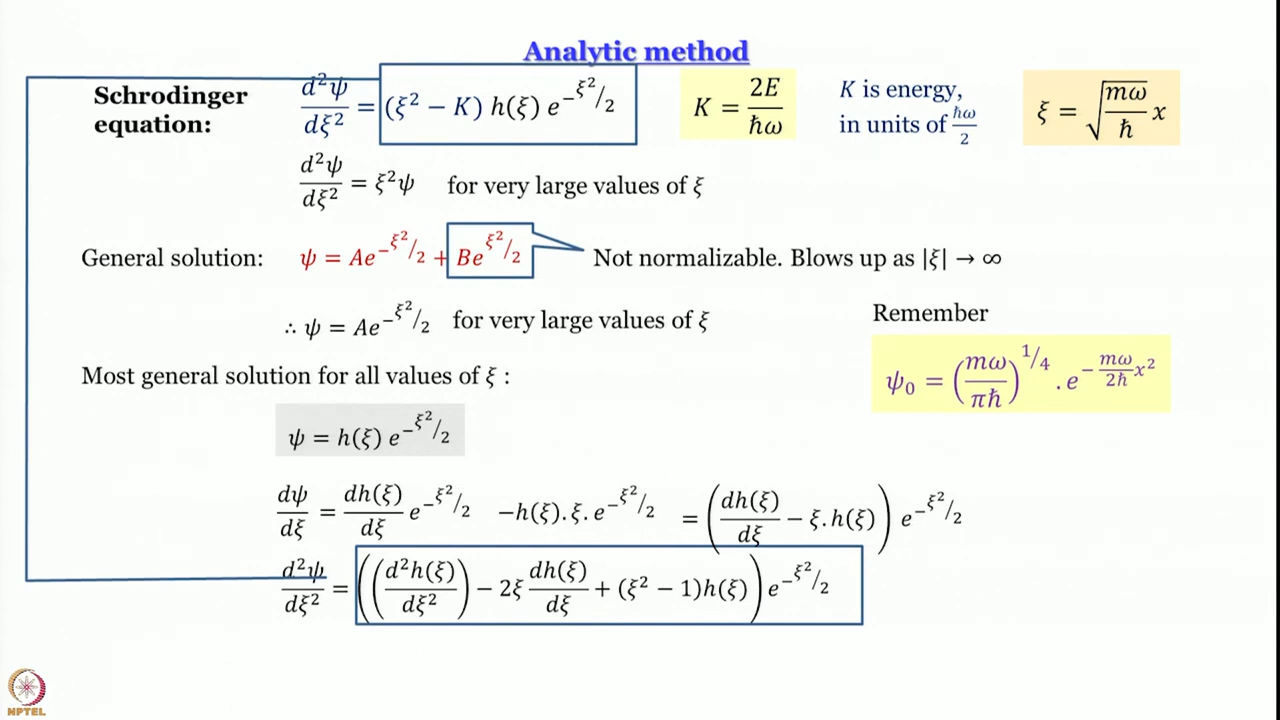 Analytic method
Schrodinger equation: d²ψ/dξ² = (ξ² − K) h(ξ) e^(−ξ²/2) K = 2E/ħω K is energy, in units of ħω/2 ξ = √(mω/ħ) x
d²ψ/dξ² = ξ²ψ for very large values of ξ
General solution: ψ = Ae^(−ξ²/2) + Be^(ξ²/2) Not normalizable. Blows up as |ξ| → ∞
∴ ψ = Ae^(−ξ²/2) for very large values of ξ
Remember
ψ₀ = (mω/πħ)^(1/4) . e^(−(mω/2ħ)x²)
Most general solution for all values of ξ :
ψ = h(ξ) e^(−ξ²/2)
dψ/dξ = dh(ξ)/dξ e^(−ξ²/2) −h(ξ).ξ.e^(−ξ²/2) = (dh(ξ)/dξ − ξ.h(ξ)) e^(−ξ²/2)
d²ψ/dξ² = ((d²h(ξ)/dξ²) − 2ξ dh(ξ)/dξ + (ξ² − 1)h(ξ)) e^(−ξ²/2)
NPTEL